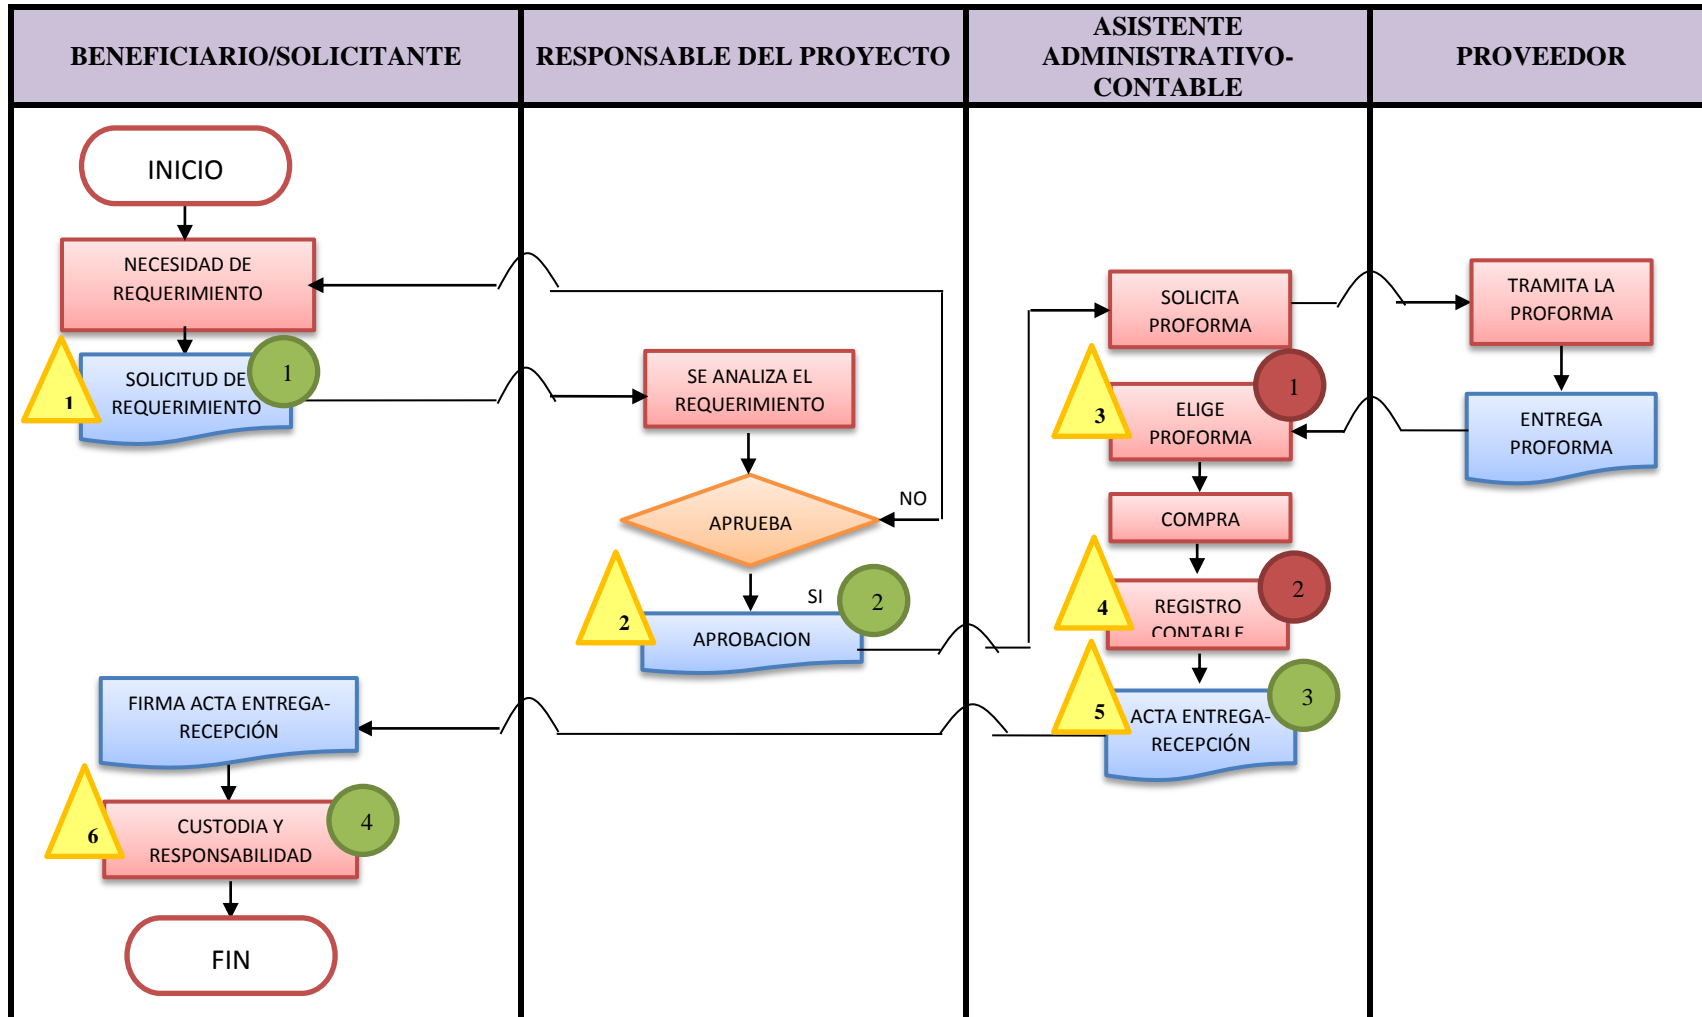 BENEFICIARIO/SOLICITANTE
RESPONSABLE DEL PROYECTO
ASISTENTE
ADMINISTRATIVO-
CONTABLE
PROVEEDOR
INICIO
NECESIDAD DE
REQUERIMIENTO
1
SOLICITUD DE
REQUERIMIENTO
1
SE ANALIZA EL
REQUERIMIENTO
APRUEBA
NO
SI
2
APROBACION
2
SOLICITA
PROFORMA
TRAMITA LA
PROFORMA
ENTREGA
PROFORMA
3
ELIGE
PROFORMA
1
COMPRA
4
REGISTRO
CONTABLE
2
5
ACTA ENTREGA-
RECEPCIÓN
3
FIRMA ACTA ENTREGA-
RECEPCIÓN
6
CUSTODIA Y
RESPONSABILIDAD
4
FIN